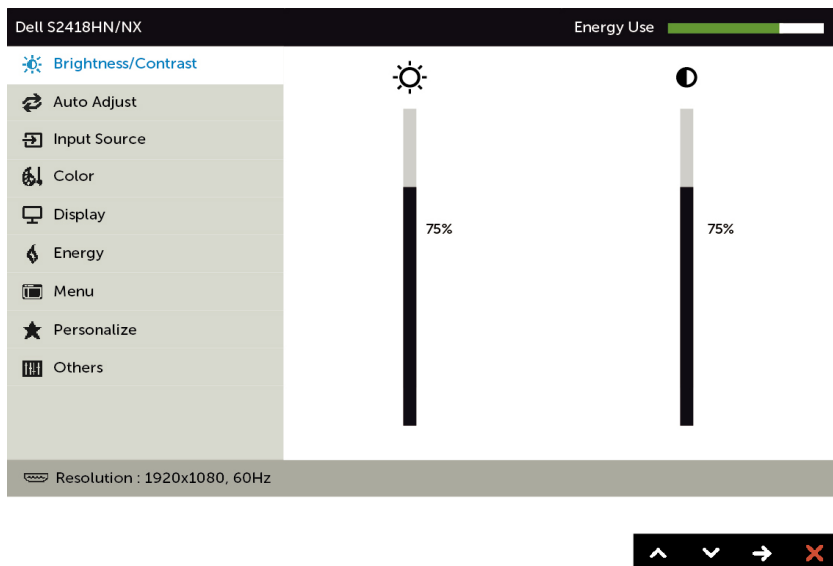 Dell S2418HN/NX
Energy Use
Brightness/Contrast
Auto Adjust
Input Source
Color
Display
Energy
Menu
Personalize
Others
75%
75%
Resolution : 1920x1080, 60Hz